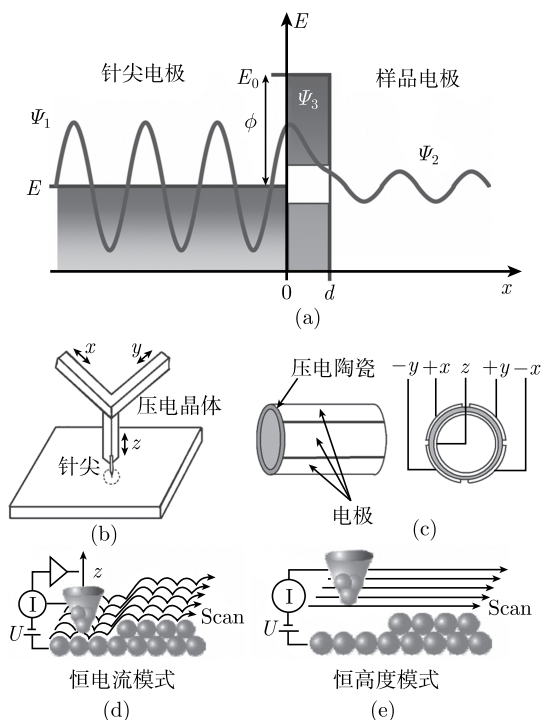 E
针尖电极
E₀
样品电极
Ψ₃
Ψ₁
ϕ
Ψ₂
E
0
d
x
(a)
x
y
压电晶体
z
针尖
(b)
压电陶瓷
−y +x z +y −x
电极
(c)
z
I
U
Scan
恒电流模式
(d)
I
U
Scan
恒高度模式
(e)